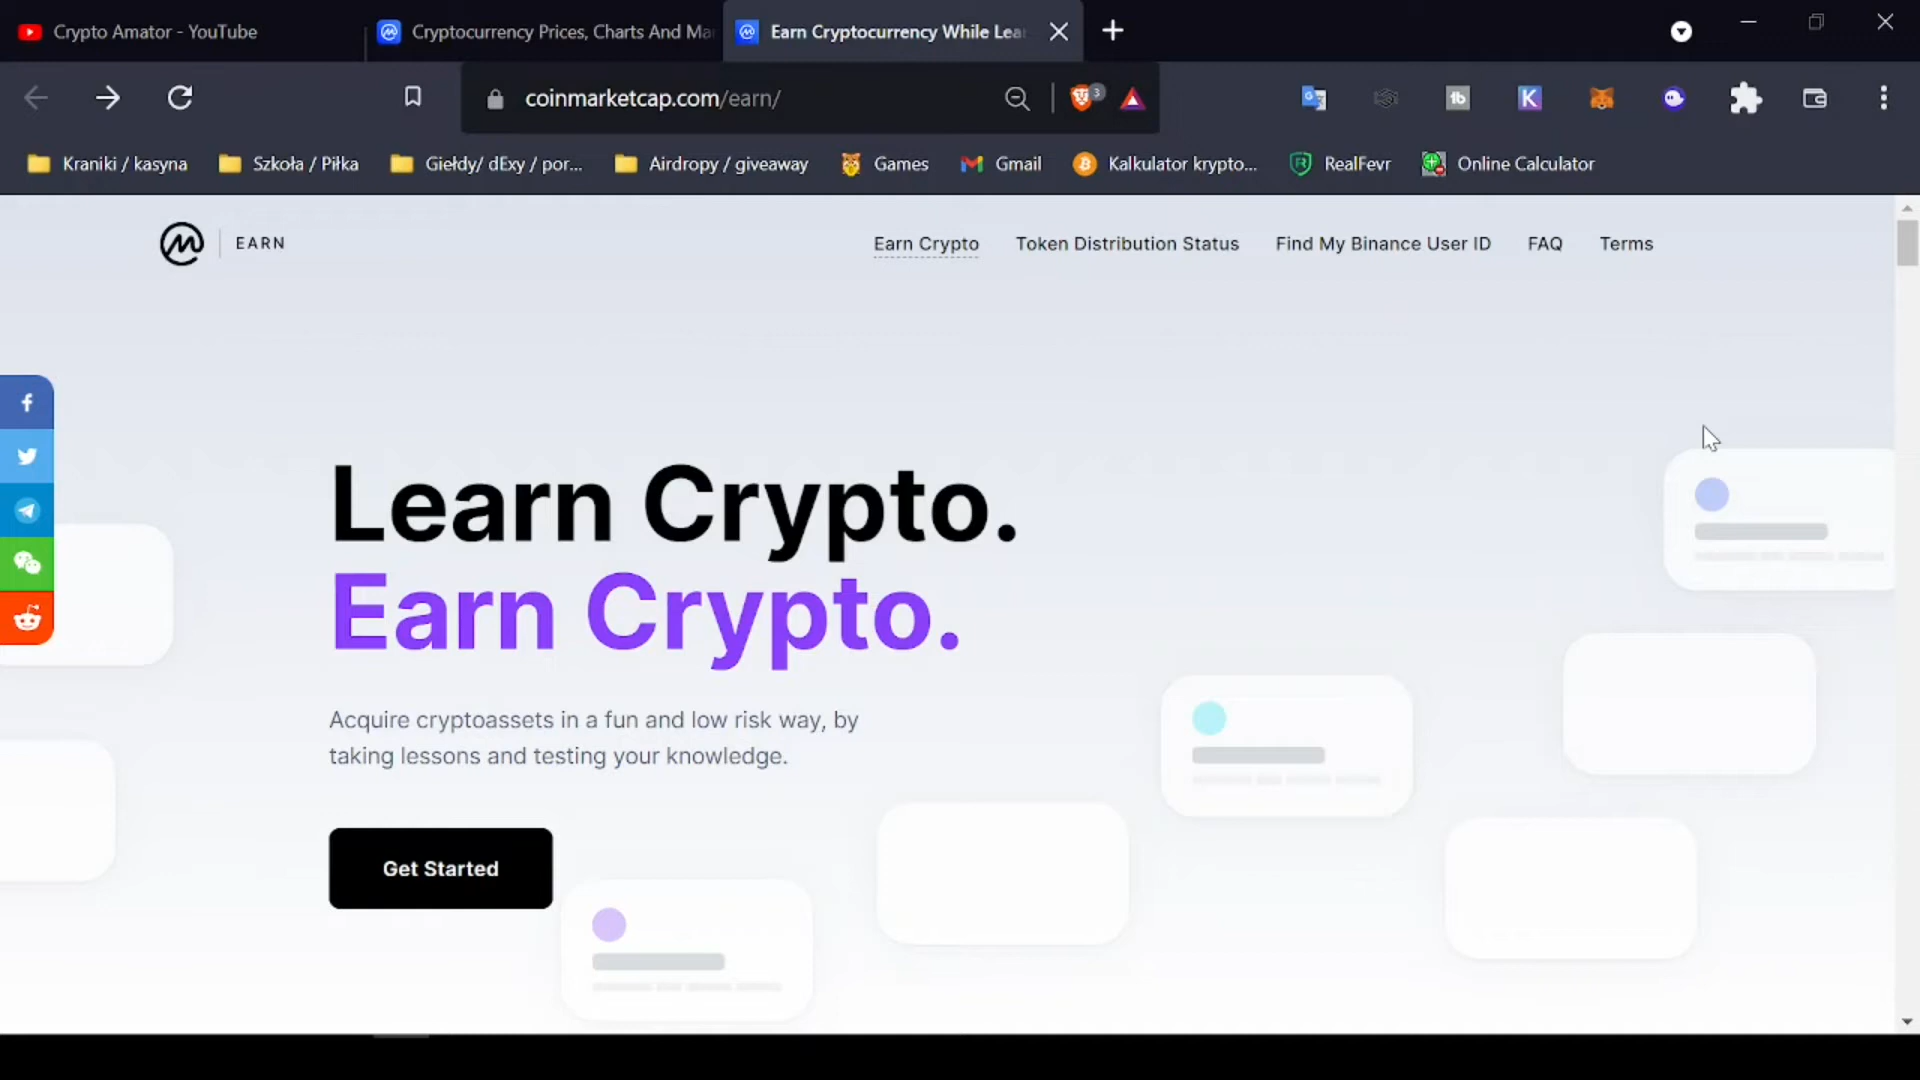 Crypto Amator - YouTube
Cryptocurrency Prices, Charts And Ma
Earn Cryptocurrency While Lea
coinmarketcap.com/earn/
3
tb
K
Kraniki / kasyna
Szkoła / Piłka
Giełdy/ dExy / por...
Airdropy / giveaway
Games
Gmail
Kalkulator krypto...
RealFevr
Online Calculator
EARN
Earn Crypto
Token Distribution Status
Find My Binance User ID
FAQ
Terms
Learn Crypto.
Earn Crypto.
Acquire cryptoassets in a fun and low risk way, by
taking lessons and testing your knowledge.
Get Started